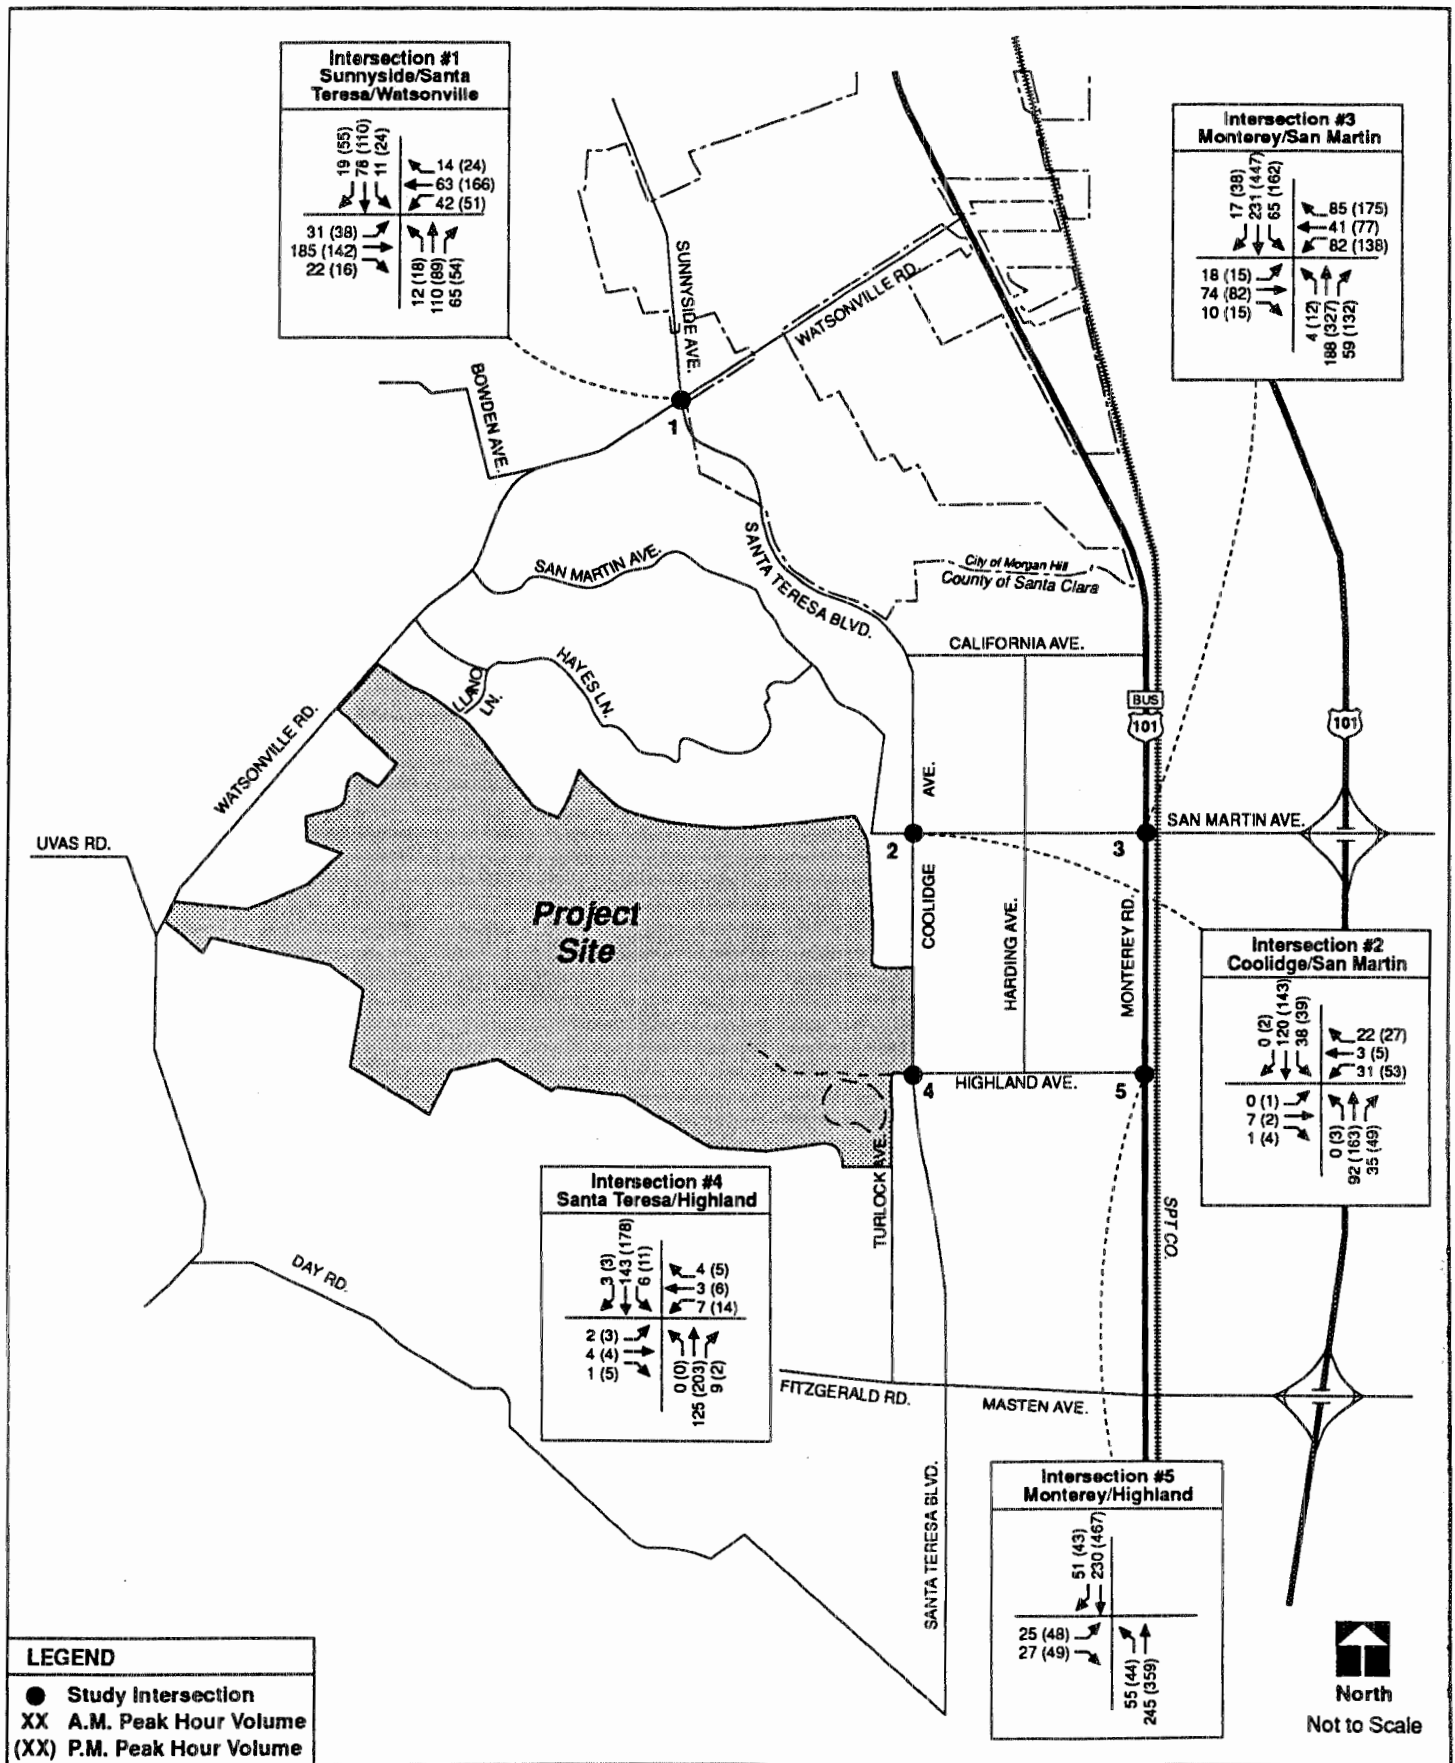 Intersection #1
Sunnyside/Santa
Teresa/Watsonville
19 (55)
78 (110)
11 (24)
14 (24)
63 (166)
42 (51)
31 (38)
185 (142)
22 (16)
12 (18)
110 (89)
65 (54)
Intersection #3
Monterey/San Martin
17 (38)
231 (447)
65 (162)
85 (175)
41 (77)
82 (138)
18 (15)
74 (82)
10 (15)
4 (12)
188 (327)
59 (132)
SUNNYSIDE AVE.
WATSONVILLE RD.
BOWDEN AVE.
1
SAN MARTIN AVE.
SANTA TERESA BLVD.
City of Morgan Hill
County of Santa Clara
CALIFORNIA AVE.
HAYES LN.
LLANO
LN.
BUS
101
101
WATSONVILLE RD.
AVE.
SAN MARTIN AVE.
UVAS RD.
2
3
COOLIDGE
HARDING AVE.
MONTEREY RD.
Project
Site
Intersection #2
Coolidge/San Martin
0 (2)
120 (143)
38 (39)
22 (27)
3 (5)
31 (53)
0 (1)
7 (2)
1 (4)
0 (3)
92 (163)
35 (49)
4
HIGHLAND AVE.
5
TURLOCK AVE.
SPT CO.
Intersection #4
Santa Teresa/Highland
3 (3)
143 (178)
6 (11)
4 (5)
3 (6)
7 (14)
2 (3)
4 (4)
1 (5)
0 (0)
125 (203)
9 (2)
DAY RD.
FITZGERALD RD.
MASTEN AVE.
SANTA TERESA BLVD.
Intersection #5
Monterey/Highland
51 (43)
230 (467)
25 (48)
27 (49)
55 (44)
245 (359)
North
Not to Scale
LEGEND
Study Intersection
XX A.M. Peak Hour Volume
(XX) P.M. Peak Hour Volume